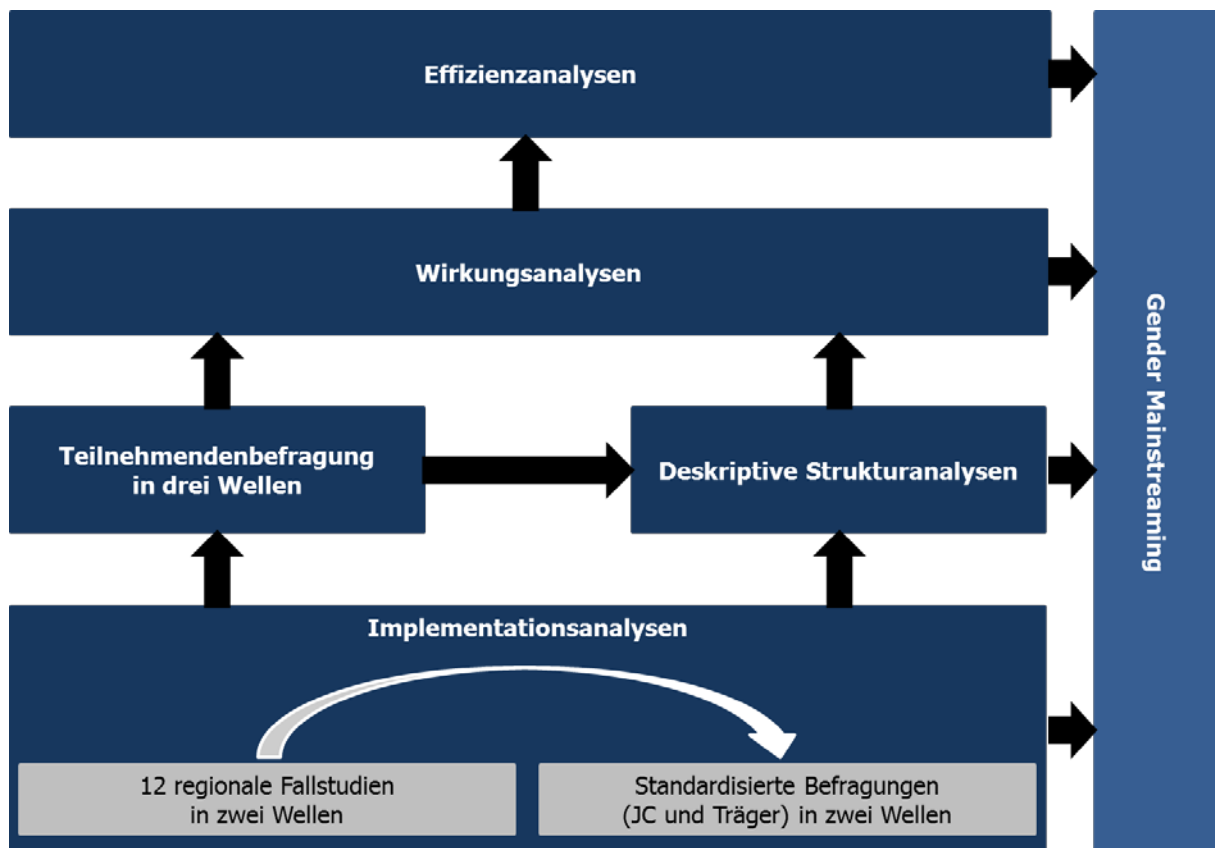 Effizienzanalysen
Wirkungsanalysen
Teilnehmendenbefragung
in drei Wellen
Deskriptive Strukturanalysen
Implementationsanalysen
12 regionale Fallstudien
in zwei Wellen
Standardisierte Befragungen
(JC und Träger) in zwei Wellen
Gender Mainstreaming